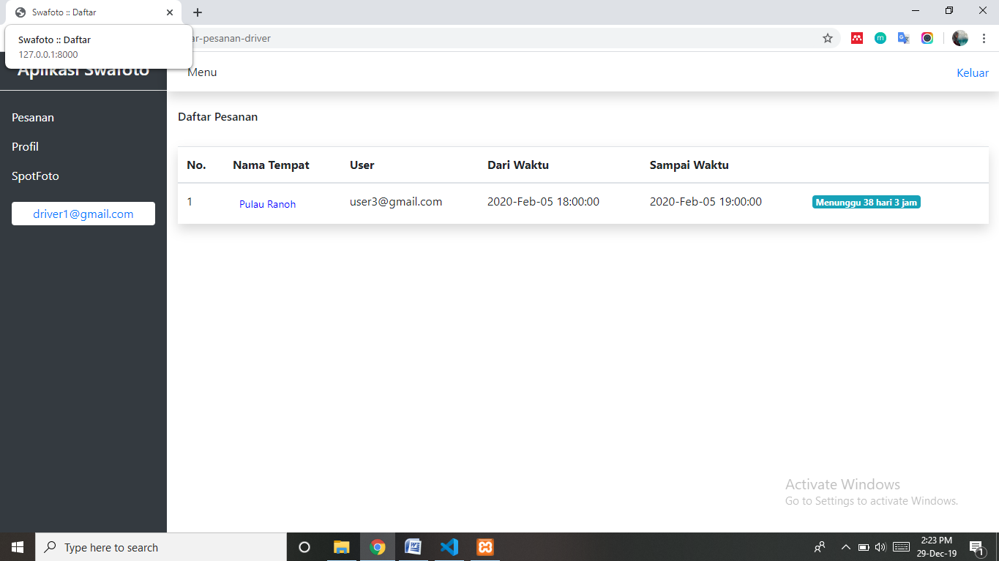 Swafoto :: Daftar
Swafoto :: Daftar
127.0.0.1:8000
ar-pesanan-driver
Aplikasi Swafoto
Menu
Keluar
Pesanan
Profil
SpotFoto
driver1@gmail.com
Daftar Pesanan
No. Nama Tempat User Dari Waktu Sampai Waktu
1 Pulau Ranoh user3@gmail.com 2020-Feb-05 18:00:00 2020-Feb-05 19:00:00 Menunggu 38 hari 3 jam
Activate Windows
Go to Settings to activate Windows.
Type here to search
2:23 PM
29-Dec-19
1